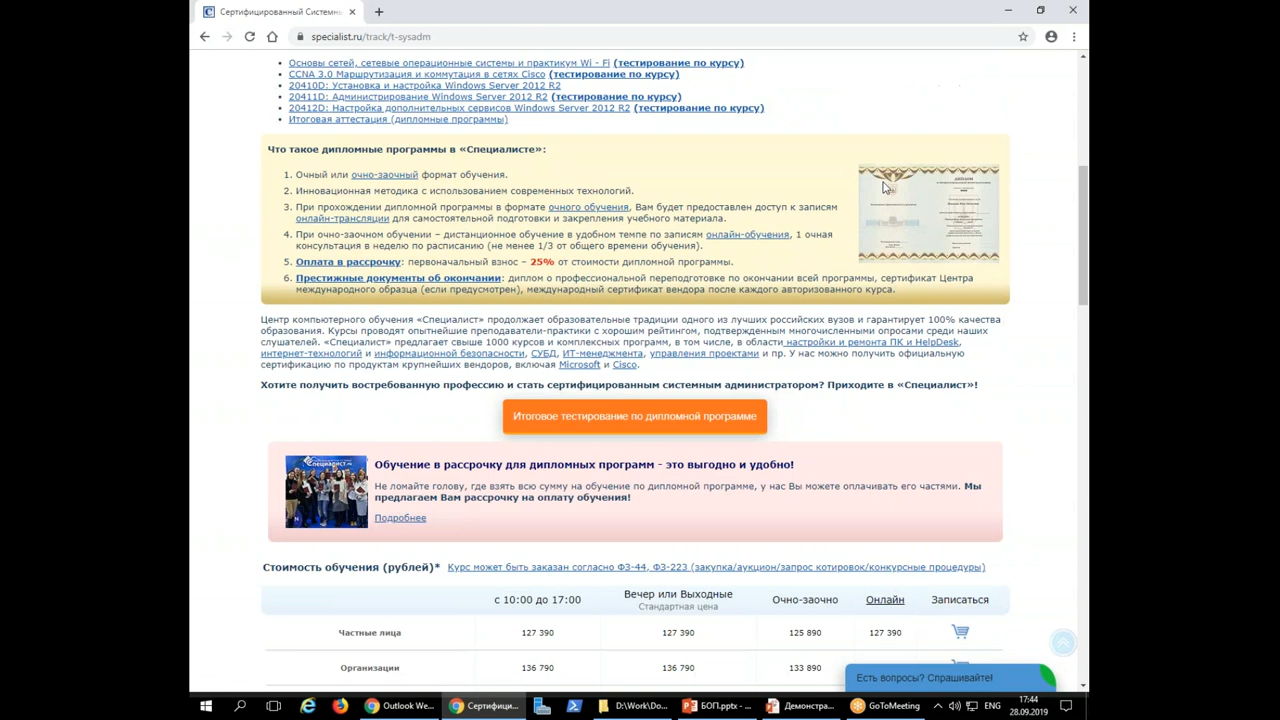 Сертифицированный Системн
specialist.ru/track/t-sysadm
Основы сетей, сетевые операционные системы и практикум Wi - Fi (тестирование по курсу)
CCNA 3.0 Маршрутизация и коммутация в сетях Cisco (тестирование по курсу)
20410D: Установка и настройка Windows Server 2012 R2
20411D: Администрирование Windows Server 2012 R2 (тестирование по курсу)
20412D: Настройка дополнительных сервисов Windows Server 2012 R2 (тестирование по курсу)
Итоговая аттестация (дипломные программы)
Что такое дипломные программы в «Специалисте»:
1. Очный или очно-заочный формат обучения.
2. Инновационная методика с использованием современных технологий.
3. При прохождении дипломной программы в формате очного обучения, Вам будет предоставлен доступ к записям
онлайн-трансляции для самостоятельной подготовки и закрепления учебного материала.
4. При очно-заочном обучении – дистанционное обучение в удобном темпе по записям онлайн-обучения, 1 очная
консультация в неделю по расписанию (не менее 1/3 от общего времени обучения).
5. Оплата в рассрочку: первоначальный взнос – 25% от стоимости дипломной программы.
6. Престижные документы об окончании: диплом о профессиональной переподготовке по окончании всей программы, сертификат Центра
международного образца (если предусмотрен), международный сертификат вендора после каждого авторизованного курса.
Центр компьютерного обучения «Специалист» продолжает образовательные традиции одного из лучших российских вузов и гарантирует 100% качества
образования. Курсы проводят опытнейшие преподаватели-практики с хорошим рейтингом, подтвержденным многочисленными опросами среди наших
слушателей. «Специалист» предлагает свыше 1000 курсов и комплексных программ, в том числе, в области настройки и ремонта ПК и HelpDesk,
интернет-технологий и информационной безопасности, СУБД, ИТ-менеджмента, управления проектами и пр. У нас можно получить официальную
сертификацию по продуктам крупнейших вендоров, включая Microsoft и Cisco.
Хотите получить востребованную профессию и стать сертифицированным системным администратором? Приходите в «Специалист»!
Итоговое тестирование по дипломной программе
Специалист.ru
Обучение в рассрочку для дипломных программ - это выгодно и удобно!
Не ломайте голову, где взять всю сумму на обучение по дипломной программе, у нас Вы можете оплачивать его частями. Мы
предлагаем Вам рассрочку на оплату обучения!
Подробнее
Стоимость обучения (рублей)* Курс может быть заказан согласно ФЗ-44, ФЗ-223 (закупка/аукцион/запрос котировок/конкурсные процедуры)
с 10:00 до 17:00 Вечер или Выходные Очно-заочно Онлайн Записаться
Стандартная цена
Частные лица 127 390 127 390 125 890 127 390
Организации 136 790 136 790 133 890
Есть вопросы? Спрашивайте!
Outlook We... Сертифици... D:\Work\Do... БОП.pptx - ... Демонстра... GoToMeeting ENG 17:44
28.09.2019